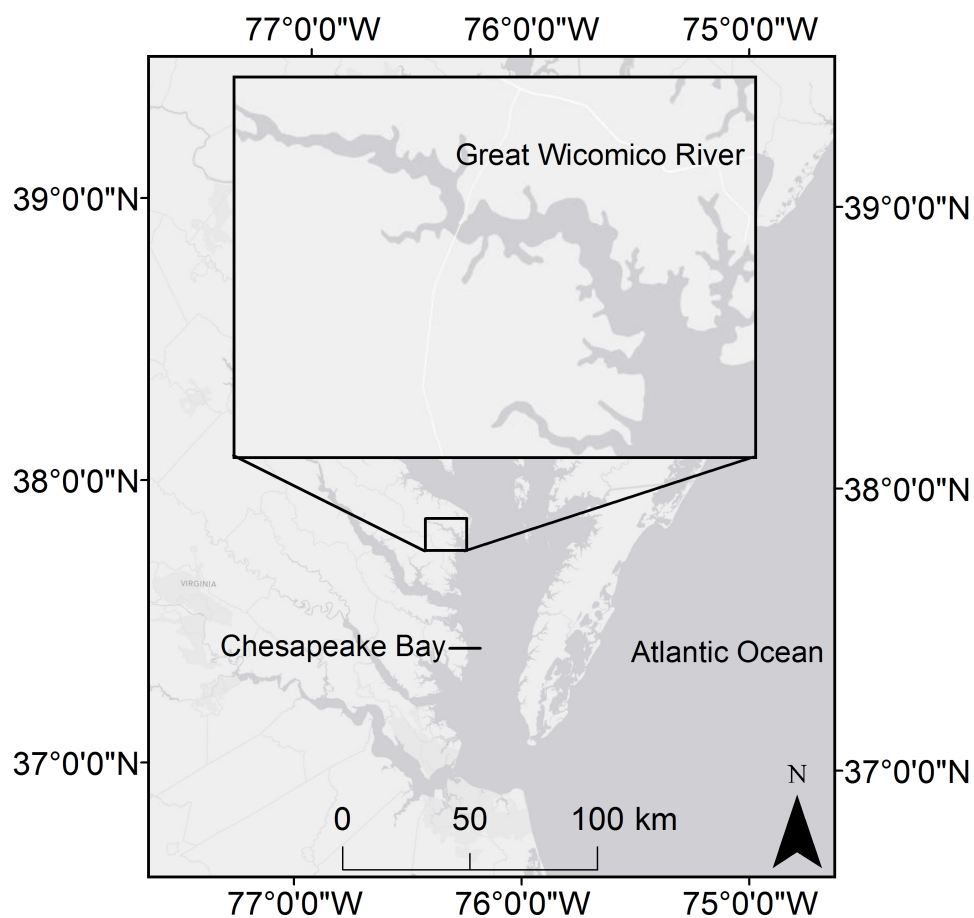 77°0'0"W 76°0'0"W 75°0'0"W
Great Wicomico River
39°0'0"N 39°0'0"N
38°0'0"N 38°0'0"N
VIRGINIA
Chesapeake Bay Atlantic Ocean
37°0'0"N 37°0'0"N
N
0 50 100 km
77°0'0"W 76°0'0"W 75°0'0"W